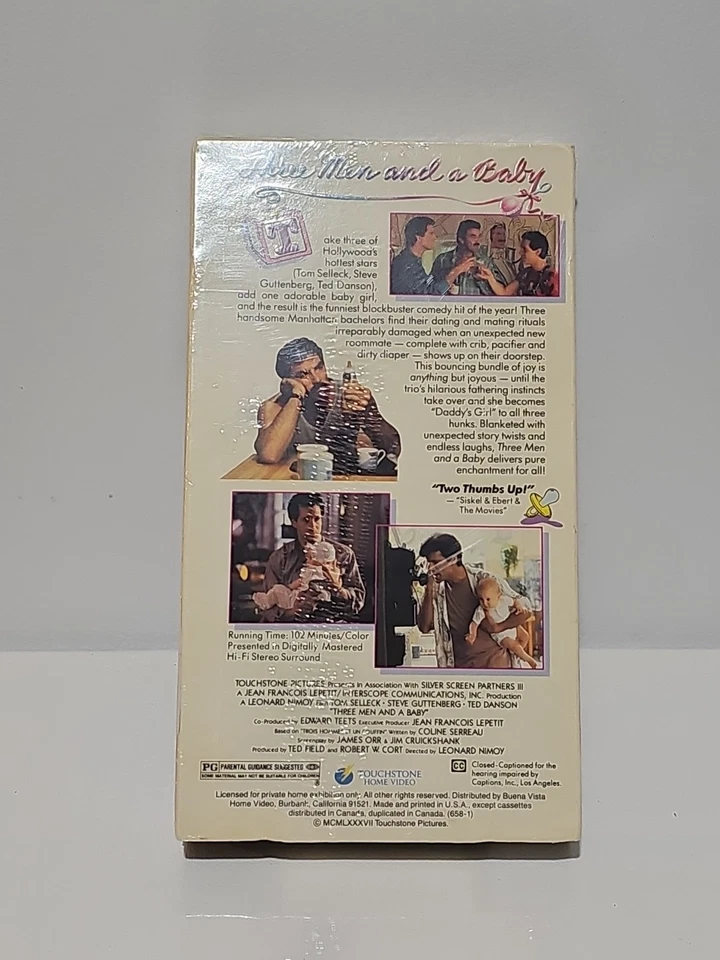 Three Men and a Baby
T
ake three of
Hollywood's
hottest stars
(Tom Selleck, Steve
Guttenberg, Ted Danson),
add one adorable baby girl,
and the result is the funniest blockbuster comedy hit of the year! Three
handsome Manhattan bachelors find their dating and mating rituals
irreparably damaged when an unexpected new
roommate — complete with crib, pacifier and
dirty diaper — shows up on their doorstep.
This bouncing bundle of joy is
anything but joyous — until the
trio's hilarious fathering instincts
take over and she becomes
"Daddy's Girl" to all three
hunks. Blanketed with
unexpected story twists and
endless laughs, Three Men
and a Baby delivers pure
enchantment for all!
"Two Thumbs Up!"
— "Siskel & Ebert &
The Movies"
Running Time: 102 Minutes/Color
Presented in Digitally Mastered
Hi-Fi Stereo Surround
TOUCHSTONE PICTURES Presents in Association With SILVER SCREEN PARTNERS III
A JEAN FRANCOIS LEPETIT/INTERSCOPE COMMUNICATIONS, INC. Production
A LEONARD NIMOY Film TOM SELLECK · STEVE GUTTENBERG · TED DANSON
"THREE MEN AND A BABY"
Co-Produced by EDWARD TEETS Executive Producer JEAN FRANCOIS LEPETIT
Based on "TROIS HOMMES ET UN COUFFIN" Written by COLINE SERREAU
Screenplay by JAMES ORR & JIM CRUICKSHANK
Produced by TED FIELD and ROBERT W. CORT Directed by LEONARD NIMOY
PG PARENTAL GUIDANCE SUGGESTED
SOME MATERIAL MAY NOT BE SUITABLE FOR CHILDREN
TOUCHSTONE
HOME VIDEO
CC Closed-Captioned for the
hearing impaired by
Captions, Inc., Los Angeles.
Licensed for private home exhibition only. All other rights reserved. Distributed by Buena Vista
Home Video, Burbank, California 91521. Made and printed in U.S.A., except cassettes
distributed in Canada, duplicated in Canada. (658-1)
© MCMLXXXVII Touchstone Pictures.